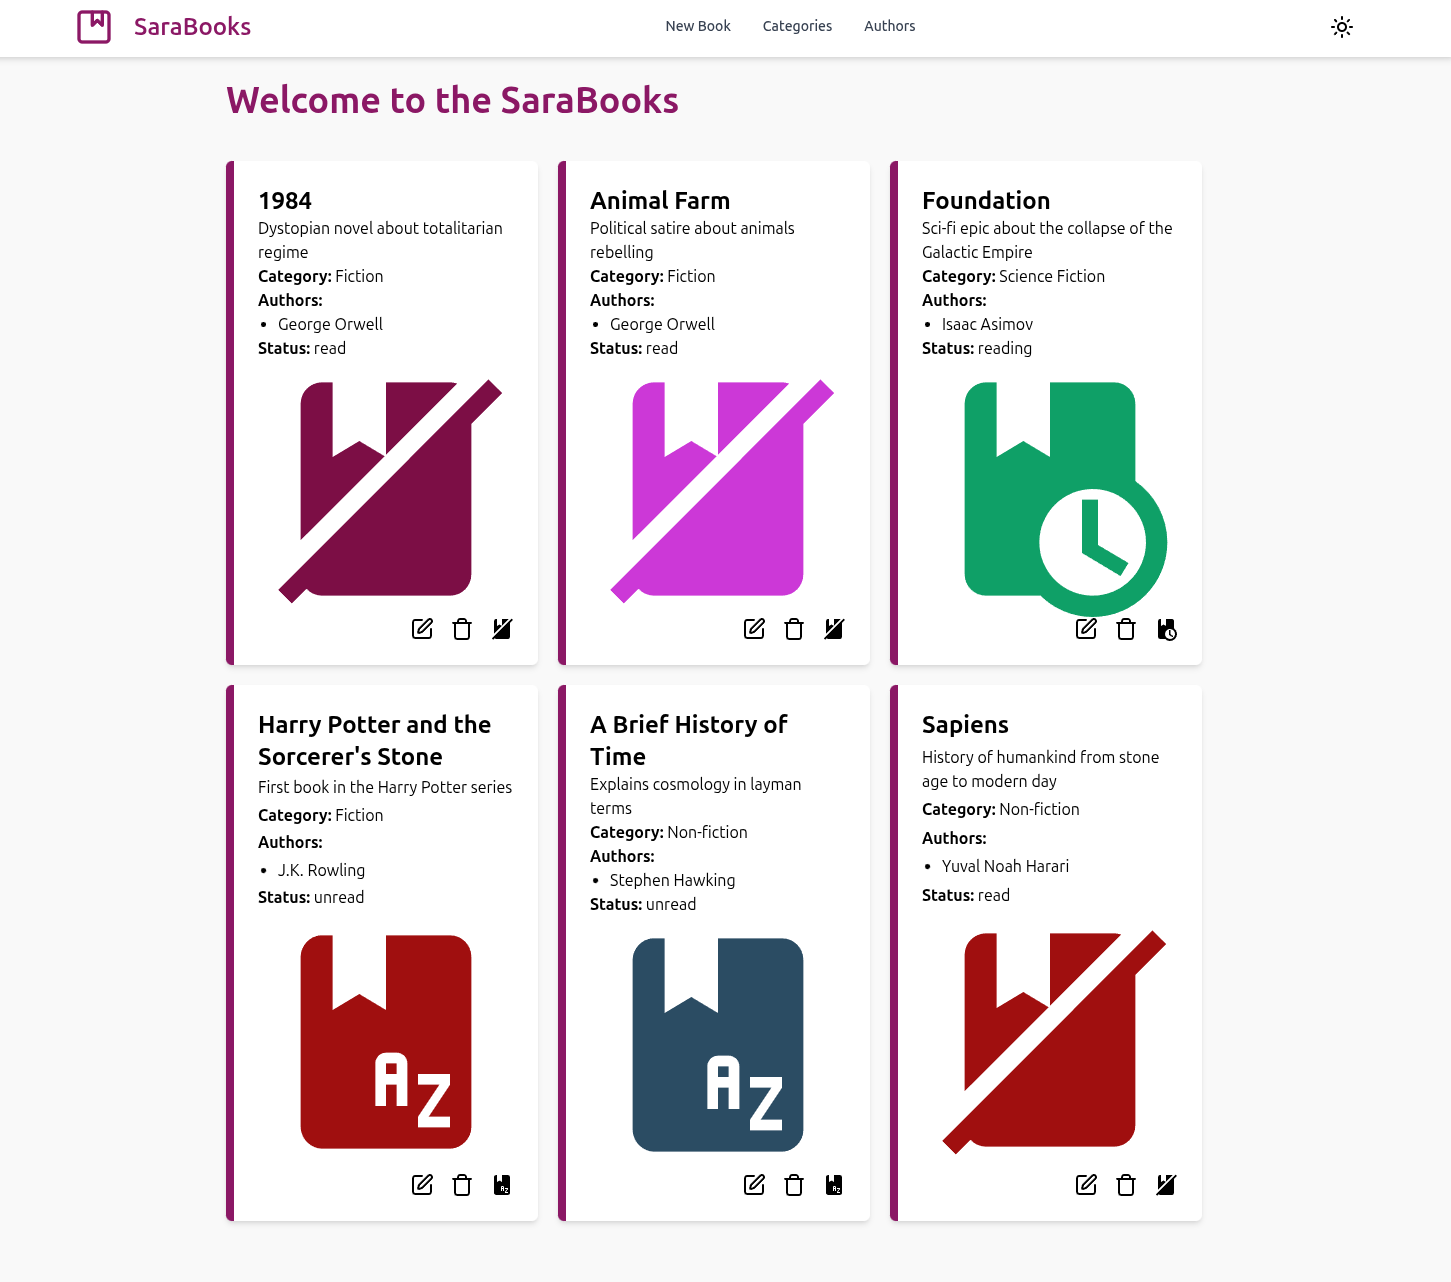 SaraBooks
New Book Categories Authors
Welcome to the SaraBooks
1984
Dystopian novel about totalitarian
regime
Category: Fiction
Authors:
• George Orwell
Status: read
Animal Farm
Political satire about animals
rebelling
Category: Fiction
Authors:
• George Orwell
Status: read
Foundation
Sci-fi epic about the collapse of the
Galactic Empire
Category: Science Fiction
Authors:
• Isaac Asimov
Status: reading
Harry Potter and the
Sorcerer's Stone
First book in the Harry Potter series
Category: Fiction
Authors:
• J.K. Rowling
Status: unread
AZ
A Brief History of
Time
Explains cosmology in layman
terms
Category: Non-fiction
Authors:
• Stephen Hawking
Status: unread
AZ
Sapiens
History of humankind from stone
age to modern day
Category: Non-fiction
Authors:
• Yuval Noah Harari
Status: read